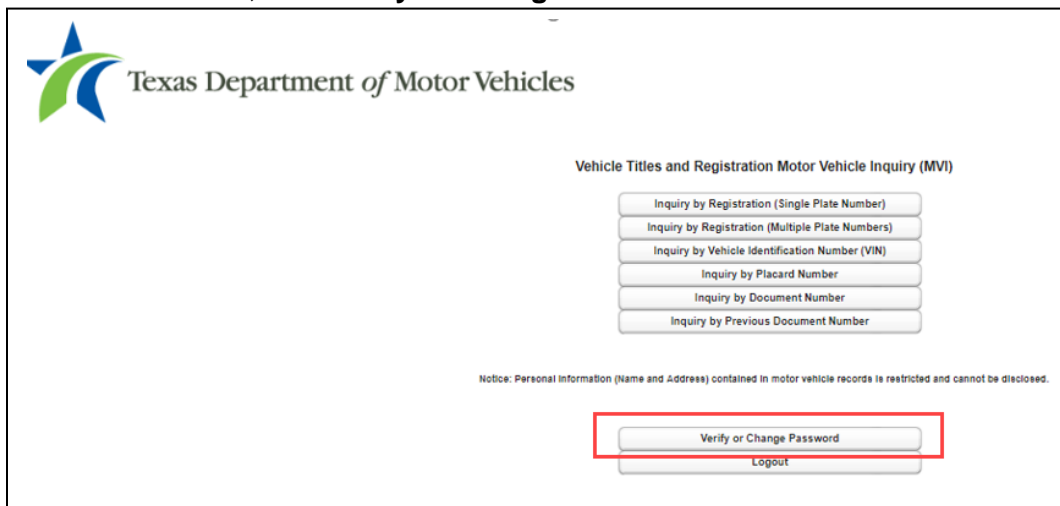 Texas Department of Motor Vehicles
Vehicle Titles and Registration Motor Vehicle Inquiry (MVI)
Inquiry by Registration (Single Plate Number)
Inquiry by Registration (Multiple Plate Numbers)
Inquiry by Vehicle Identification Number (VIN)
Inquiry by Placard Number
Inquiry by Document Number
Inquiry by Previous Document Number
Notice: Personal Information (Name and Address) contained in motor vehicle records is restricted and cannot be disclosed.
Verify or Change Password
Logout